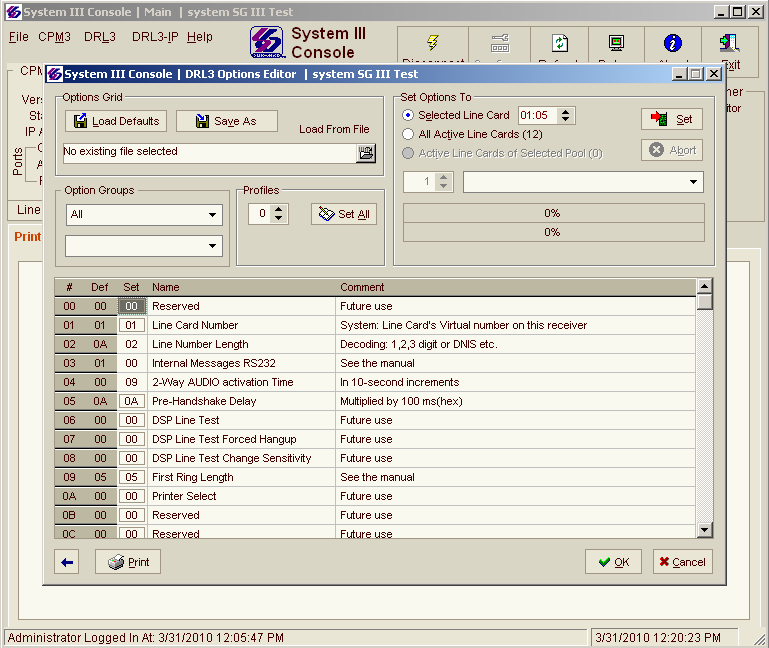 System III Console | Main | system SG III Test
File CPM3 DRL3 DRL3-IP Help
System III
Console
System III Console | DRL3 Options Editor | system SG III Test
Options Grid
Load Defaults
Save As
Load From File
No existing file selected
Set Options To
Selected Line Card 01:05
Set
All Active Line Cards (12)
Active Line Cards of Selected Pool (0)
Abort
1
0%
0%
Option Groups
All
Profiles
0
Set All
Ports
Line
Print
# Def Set Name Comment
00 00 00 Reserved Future use
01 01 01 Line Card Number System: Line Card's Virtual number on this receiver
02 0A 02 Line Number Length Decoding: 1,2,3 digit or DNIS etc.
03 01 00 Internal Messages RS232 See the manual
04 00 09 2-Way AUDIO activation Time In 10-second increments
05 0A 0A Pre-Handshake Delay Multiplied by 100 ms(hex)
06 00 00 DSP Line Test Future use
07 00 00 DSP Line Test Forced Hangup Future use
08 00 00 DSP Line Test Change Sensitivity Future use
09 05 05 First Ring Length See the manual
0A 00 00 Printer Select Future use
0B 00 00 Reserved Future use
0C 00 00 Reserved Future use
Print
OK
Cancel
Administrator Logged In At: 3/31/2010 12:05:47 PM
3/31/2010 12:20:23 PM